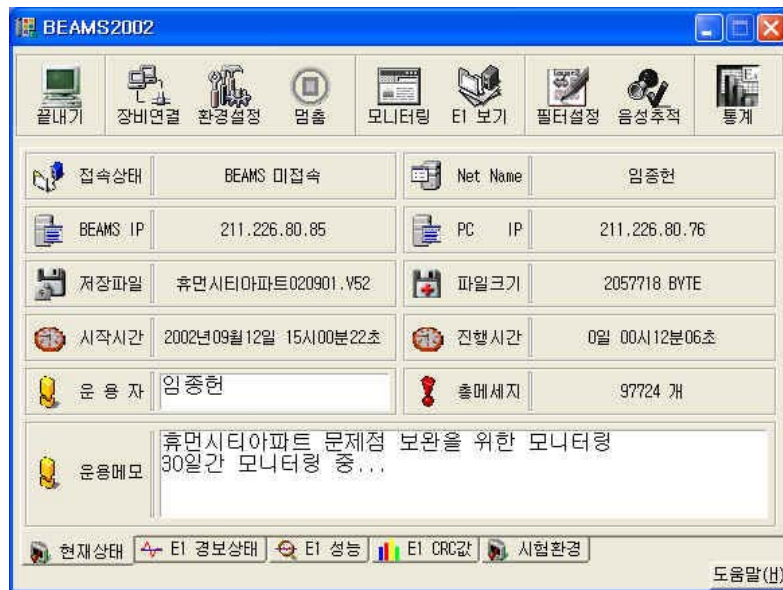 BEAMS2002
끝내기 장비연결 환경설정 멈춤 모니터링 E1 보기 필터설정 음성추적 통계
접속상태 BEAMS 미접속 Net Name 임종헌
BEAMS IP 211.226.80.85 PC IP 211.226.80.76
저장파일 휴먼시티아파트020901.V52 파일크기 2057718 BYTE
시작시간 2002년09월12일 15시00분22초 진행시간 0일 00시12분06초
운 용 자 임종헌 총메세지 97724 개
운용메모 휴먼시티아파트 문제점 보완을 위한 모니터링
30일간 모니터링 중...
현재상태 E1 경보상태 E1 성능 E1 CRC값 시험환경
도움말(H)